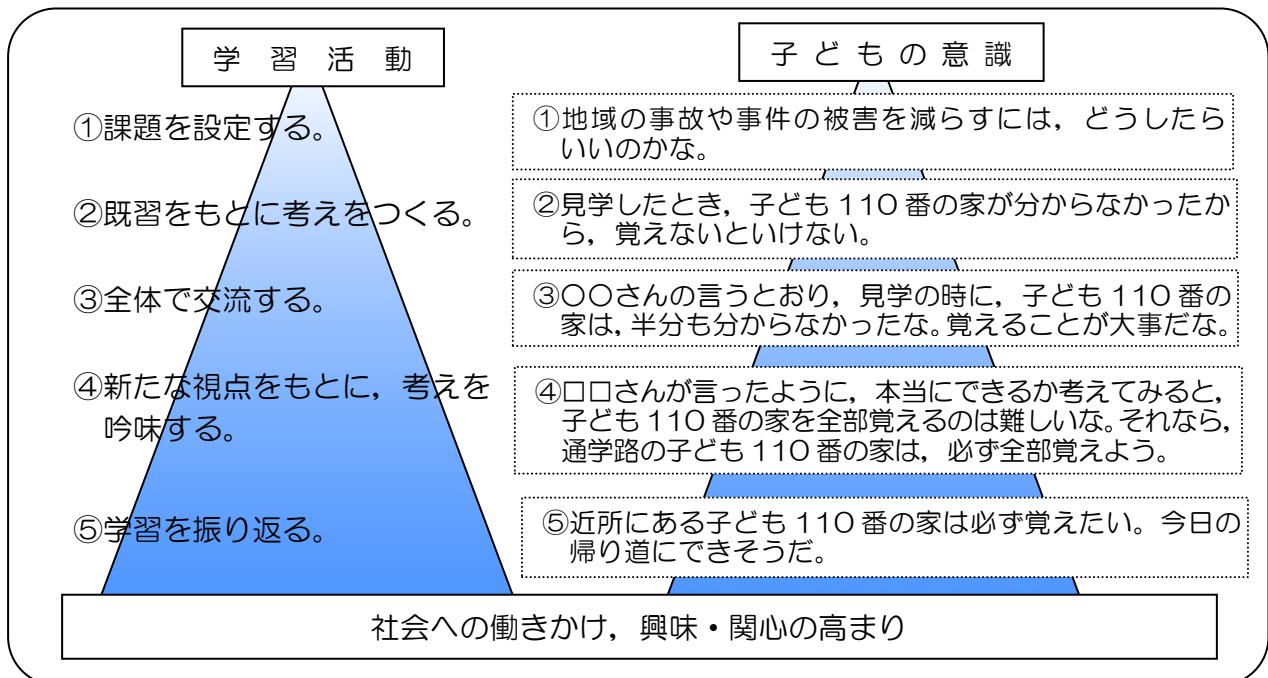 学習活動
①課題を設定する。
②既習をもとに考えをつくる。
③全体で交流する。
④新たな視点をもとに，考えを
吟味する。
⑤学習を振り返る。
子どもの意識
①地域の事故や事件の被害を減らすには，どうしたら
いいのかな。
②見学したとき，子ども110番の家が分からなかったか
ら，覚えないといけない。
③〇〇さんの言うとおり，見学の時に，子ども110番の
家は，半分も分からなかったな。覚えることが大事だな。
④□□さんが言ったように，本当にできるか考えてみると，
子ども110番の家を全部覚えるのは難しいな。それなら，
通学路の子ども110番の家は，必ず全部覚えよう。
⑤近所にある子ども110番の家は必ず覚えたい。今日の
帰り道にできそうだ。
社会への働きかけ，興味・関心の高まり